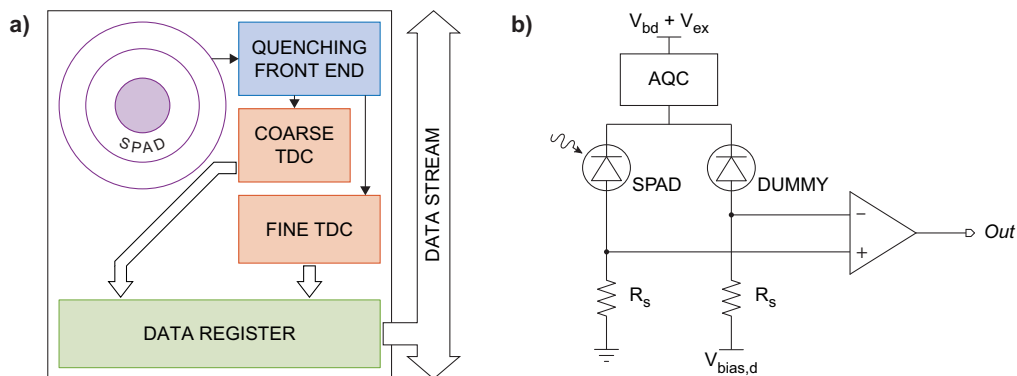 a)
SPAD
QUENCHING
FRONT END
COARSE
TDC
FINE TDC
DATA REGISTER
DATA STREAM
b)
V_bd + V_ex
AQC
SPAD
DUMMY
−
+
Out
R_s
R_s
V_bias,d